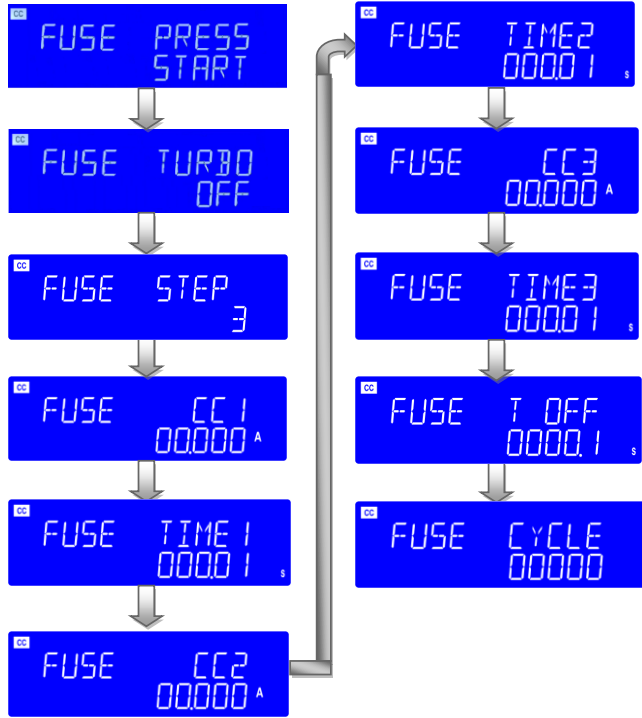 CC
FUSE PRESS
START
CC
FUSE TURBO
OFF
CC
FUSE STEP
3
CC
FUSE CC1
00.000 A
CC
FUSE TIME1
000.01 s
CC
FUSE CC2
00.000 A
CC
FUSE TIME2
000.01 s
CC
FUSE CC3
00.000 A
CC
FUSE TIME3
000.01 s
CC
FUSE T OFF
0000.1 s
CC
FUSE CYCLE
00000